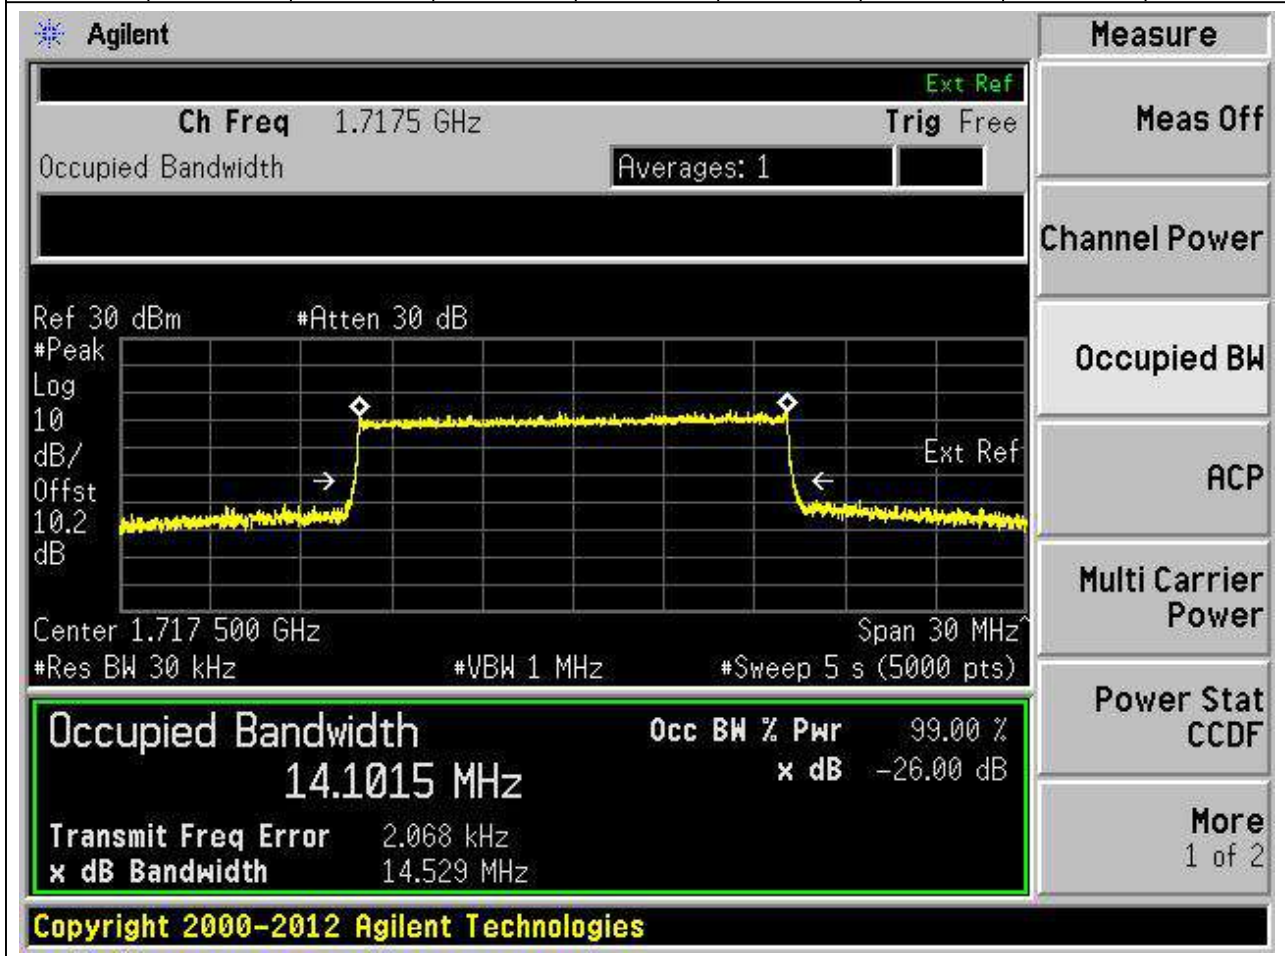 Agilent
Measure
Ext Ref
Ch Freq 1.7175 GHz
Trig Free
Meas Off
Occupied Bandwidth
Averages: 1
Channel Power
Ref 30 dBm
#Atten 30 dB
#Peak
Log
10
dB/
Offst
10.2
dB
Ext Ref
Occupied BW
ACP
Center 1.717 500 GHz
Span 30 MHz^
#Res BW 30 kHz
#VBW 1 MHz
#Sweep 5 s (5000 pts)
Multi Carrier
Power
Occupied Bandwidth
14.1015 MHz
Occ BW % Pwr 99.00 %
x dB -26.00 dB
Transmit Freq Error 2.068 kHz
x dB Bandwidth 14.529 MHz
Power Stat
CCDF
More
1 of 2
Copyright 2000-2012 Agilent Technologies